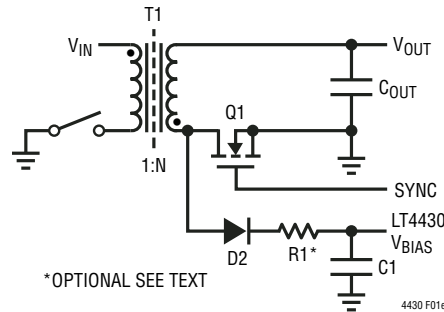 T1
V_IN
V_OUT
C_OUT
Q1
1:N
SYNC
LT4430
V_BIAS
D2
R1*
C1
*OPTIONAL SEE TEXT
4430 F01e